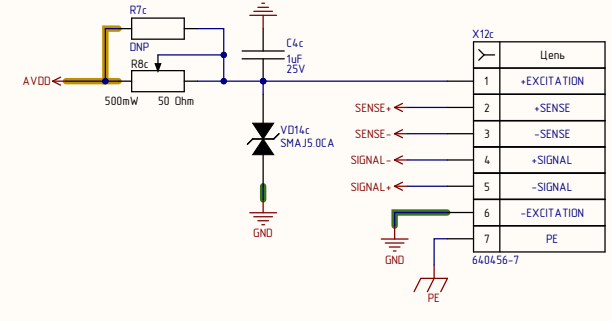 R7c
DNP
R8c
AVDD
500mW 50 Ohm
C4c
1uF
25V
VD14c
SMAJ5.0CA
GND
SENSE+
SENSE-
SIGNAL-
SIGNAL+
GND
PE
X12c
Цепь
1 +EXCITATION
2 +SENSE
3 -SENSE
4 +SIGNAL
5 -SIGNAL
6 -EXCITATION
7 PE
640456-7